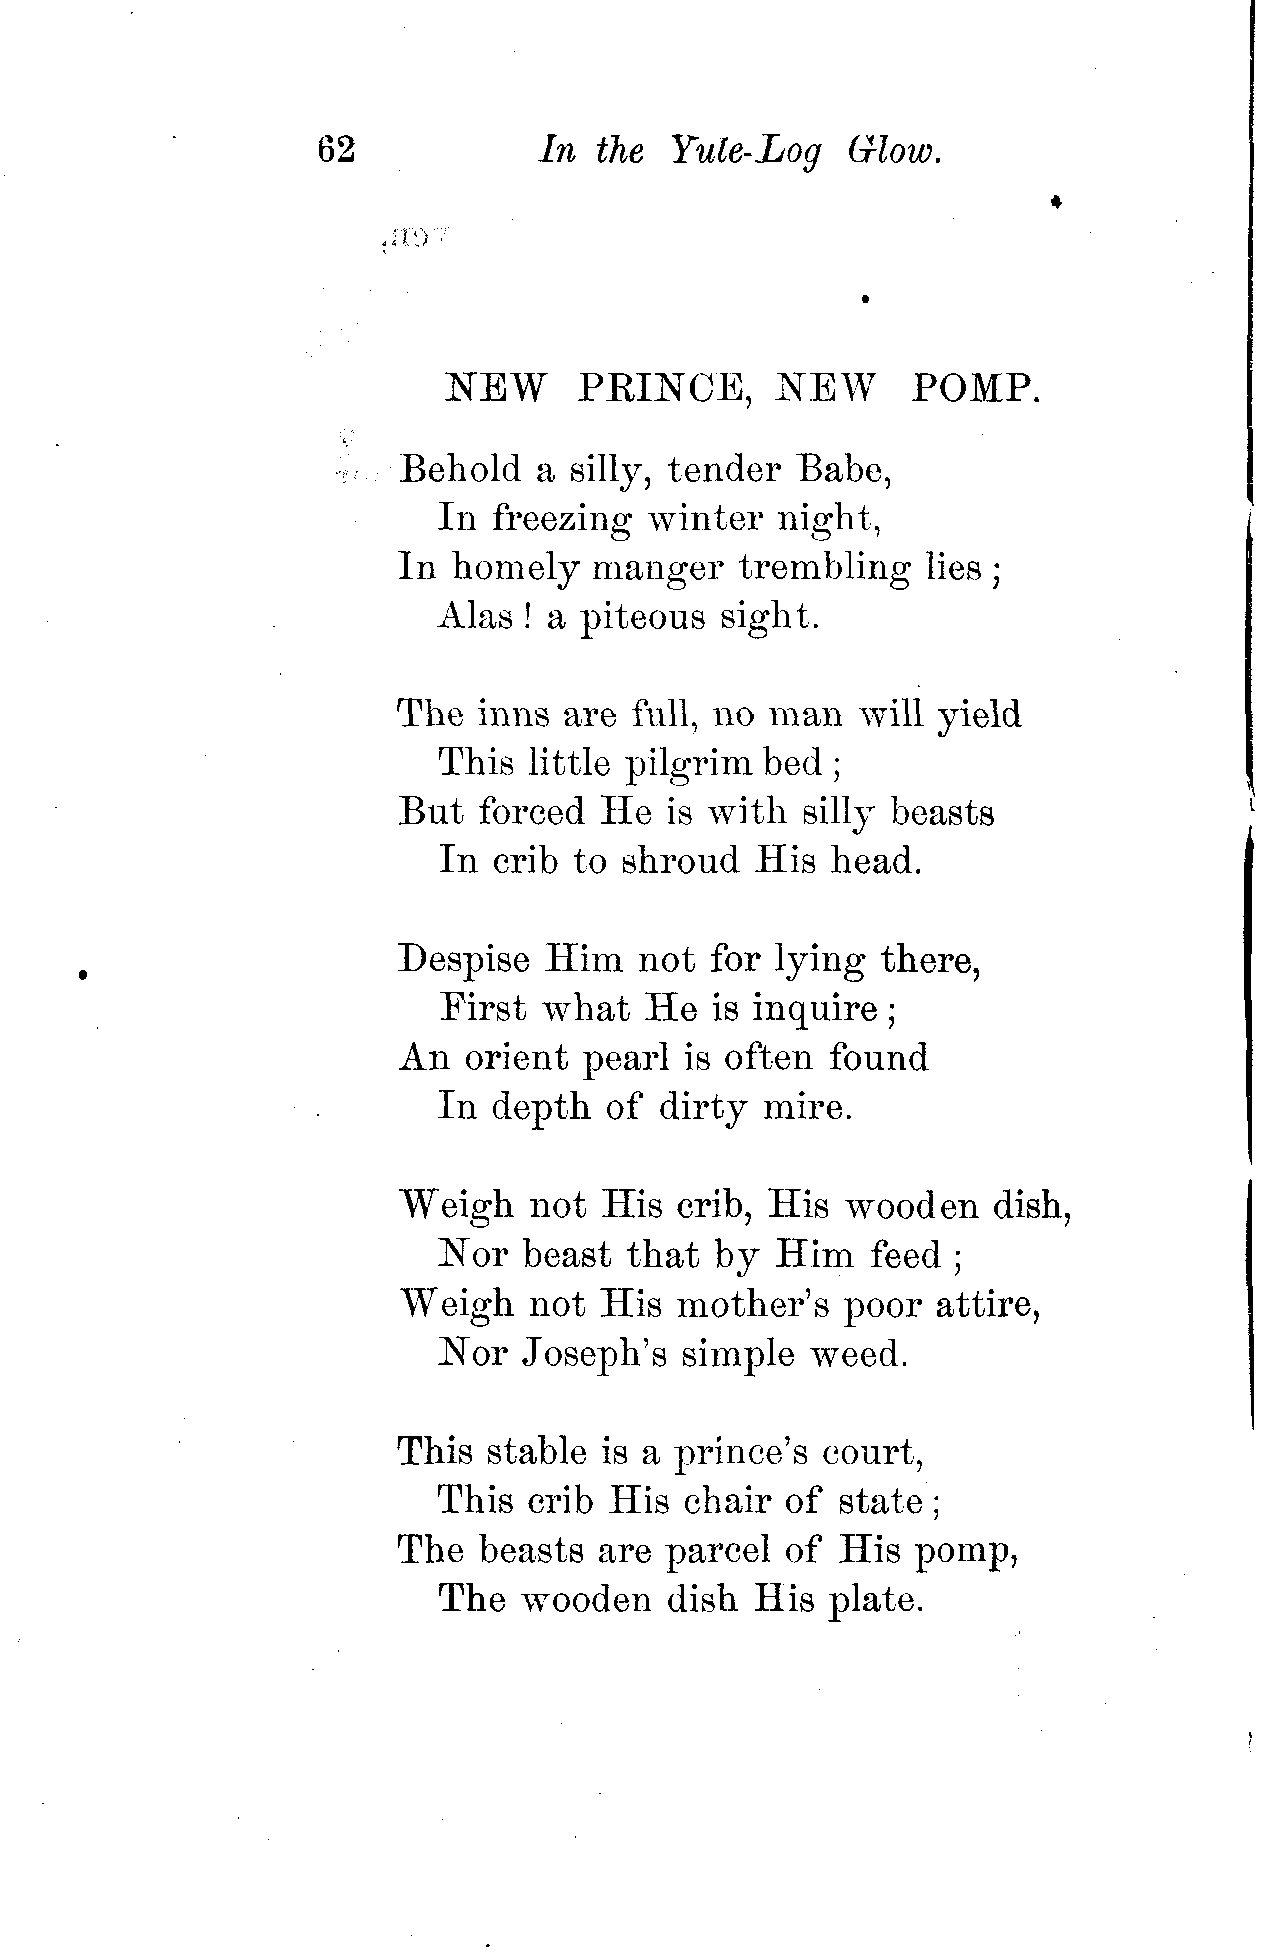 62 In the Yule-Log Glow.
NEW PRINCE, NEW POMP.
Behold a silly, tender Babe,
In freezing winter night,
In homely manger trembling lies ;
Alas ! a piteous sight.
The inns are full, no man will yield
This little pilgrim bed ;
But forced He is with silly beasts
In crib to shroud His head.
Despise Him not for lying there,
First what He is inquire ;
An orient pearl is often found
In depth of dirty mire.
Weigh not His crib, His wooden dish,
Nor beast that by Him feed ;
Weigh not His mother's poor attire,
Nor Joseph's simple weed.
This stable is a prince's court,
This crib His chair of state ;
The beasts are parcel of His pomp,
The wooden dish His plate.